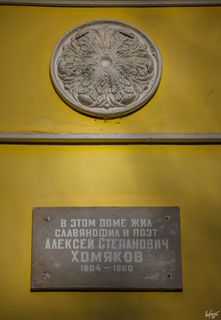 В ЭТОМ ДОМЕ ЖИЛ
СЛАВЯНОФИЛ И ПОЭТ
АЛЕКСЕЙ СТЕПАНОВИЧ
ХОМЯКОВ
1804 — 1860